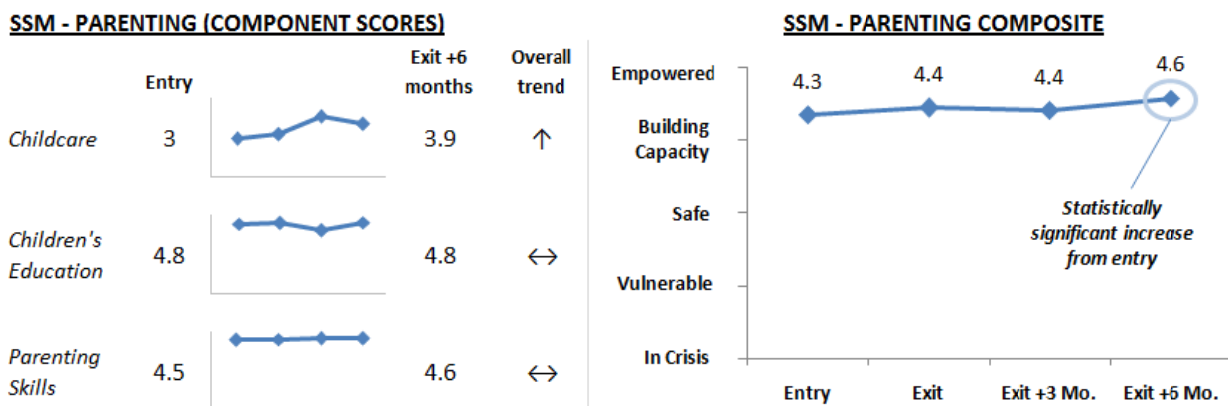 SSM - PARENTING (COMPONENT SCORES)
Entry
Exit +6
months
Overall
trend
Childcare
3
3.9
↑
Children's
Education
4.8
4.8
↔
Parenting
Skills
4.5
4.6
↔
SSM - PARENTING COMPOSITE
Empowered
Building
Capacity
Safe
Vulnerable
In Crisis
4.3
4.4
4.4
4.6
Statistically
significant increase
from entry
Entry
Exit
Exit +3 Mo.
Exit +6 Mo.